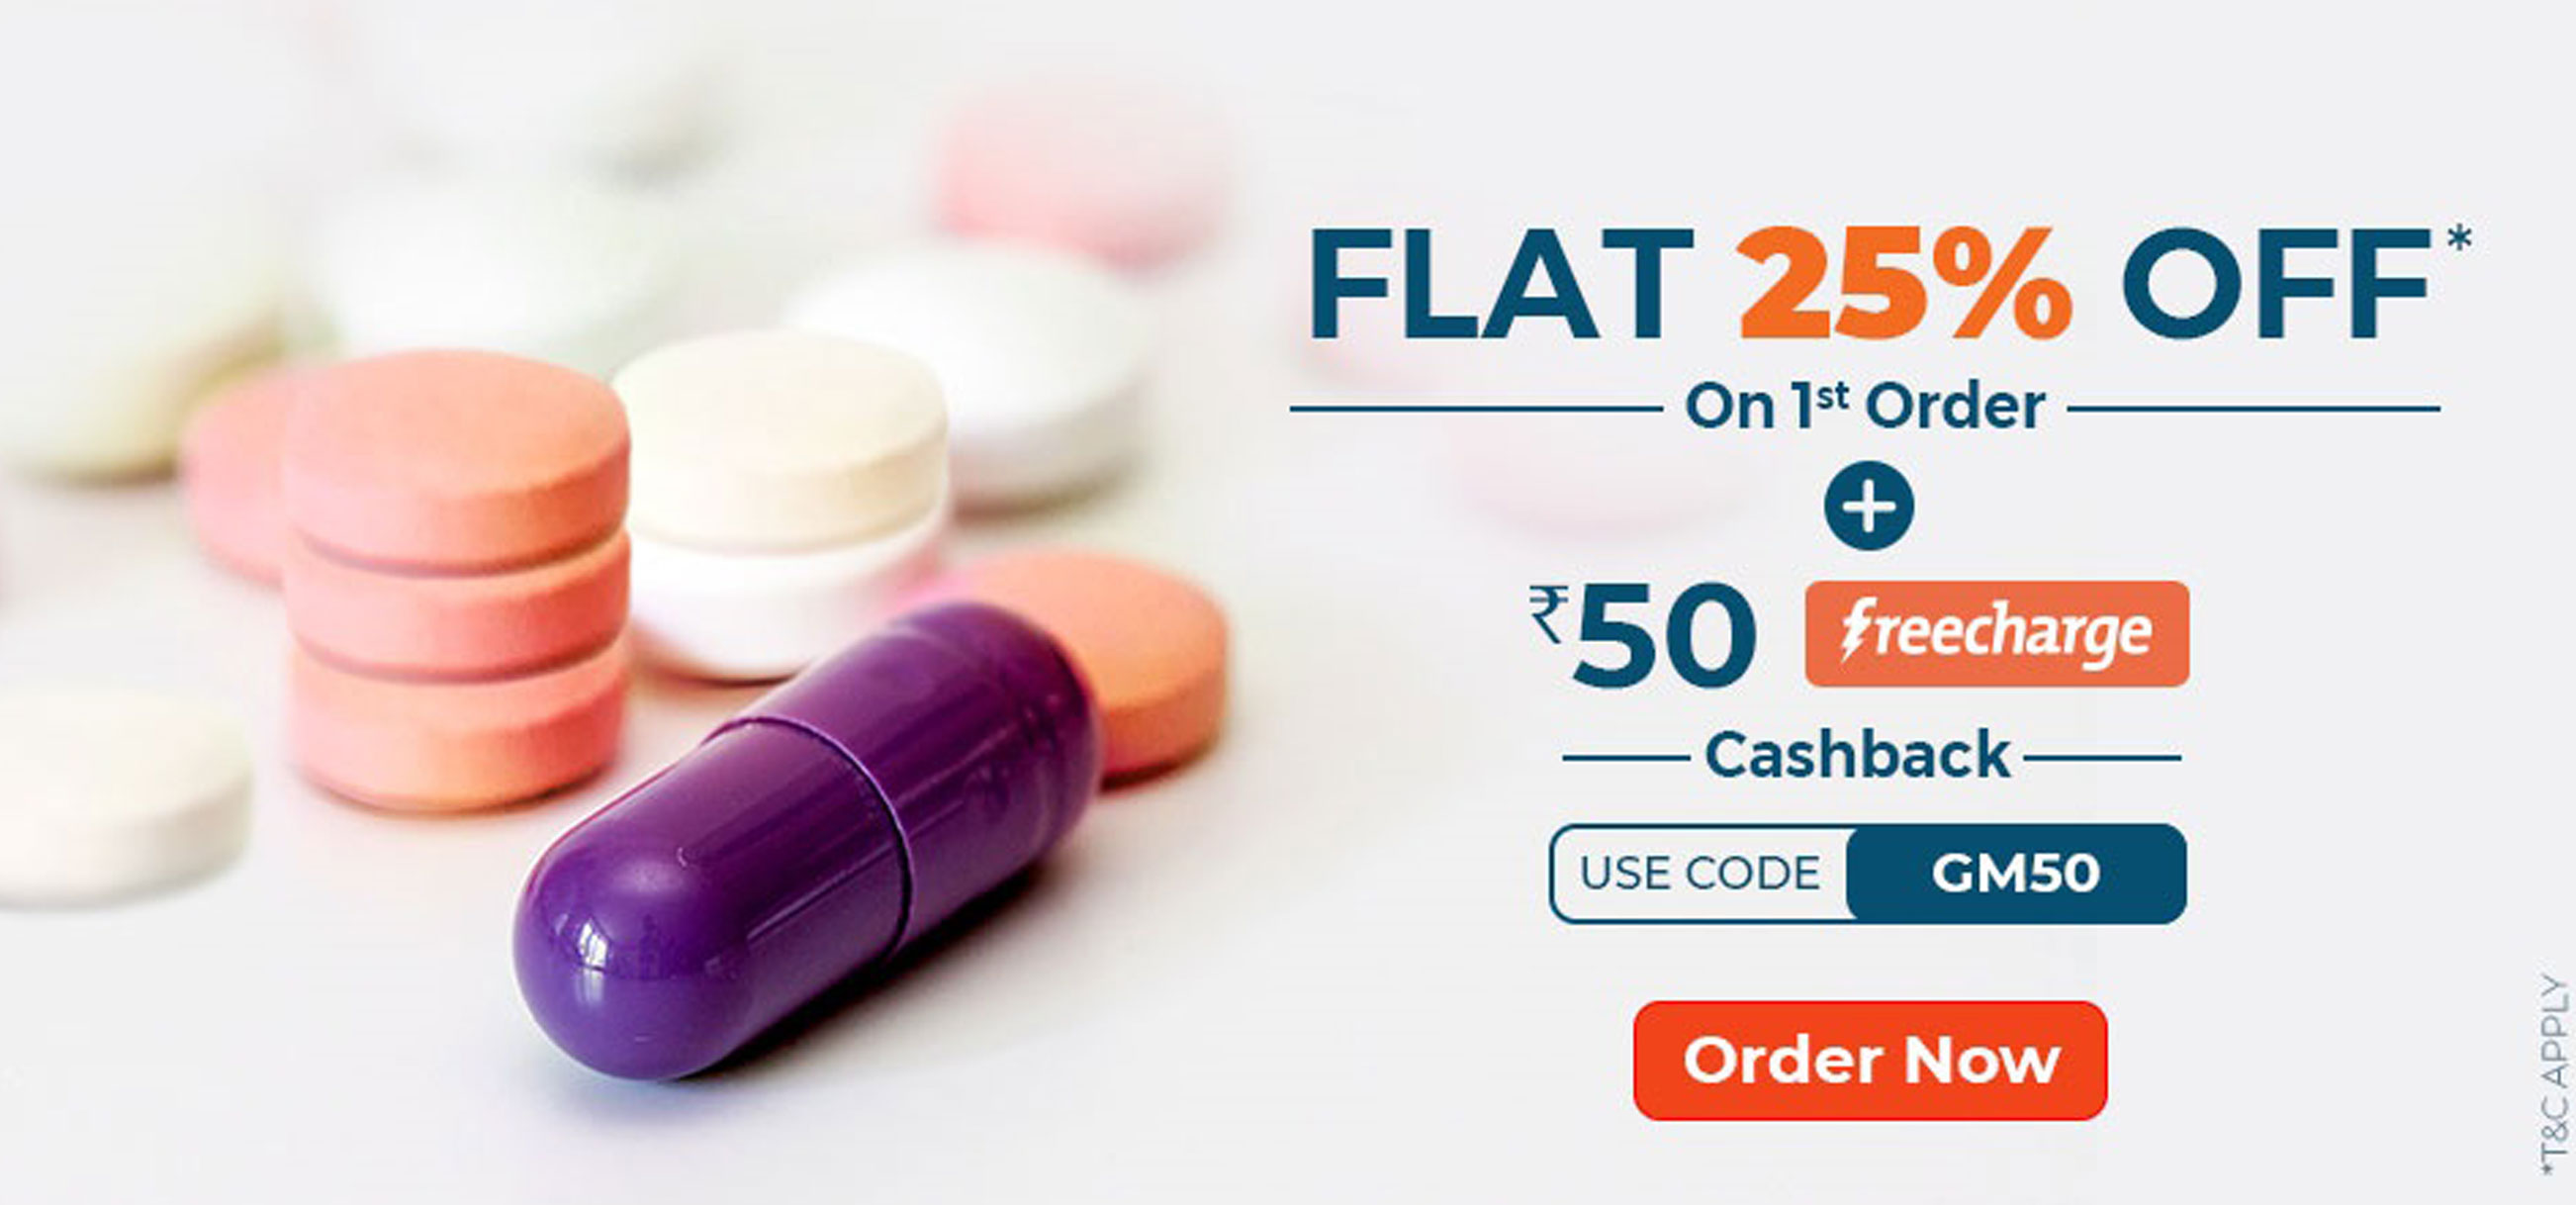 FLAT 25% OFF*
On 1st Order
+
₹50 freecharge
Cashback
USE CODE GM50
Order Now
*T&C APPLY